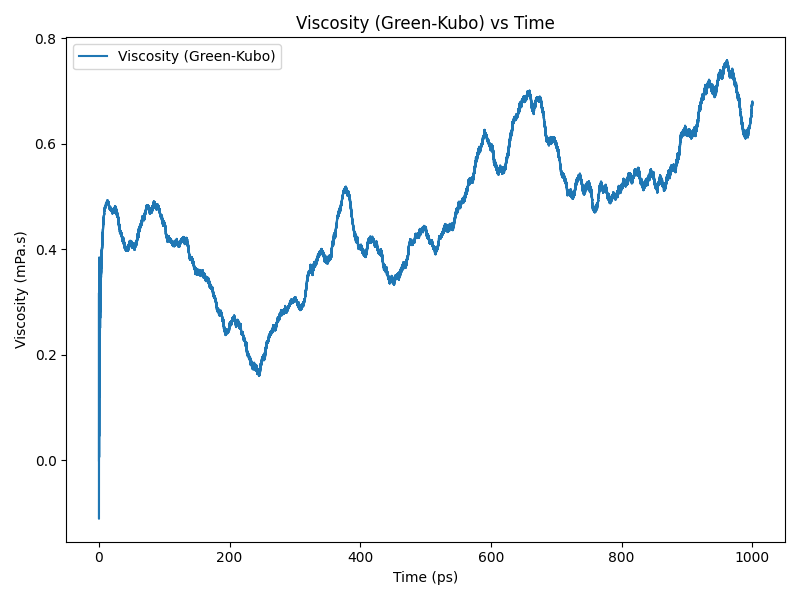 Viscosity (Green-Kubo) vs Time
Viscosity (Green-Kubo)
Viscosity (mPa.s)
0.8
0.6
0.4
0.2
0.0
0 200 400 600 800 1000
Time (ps)